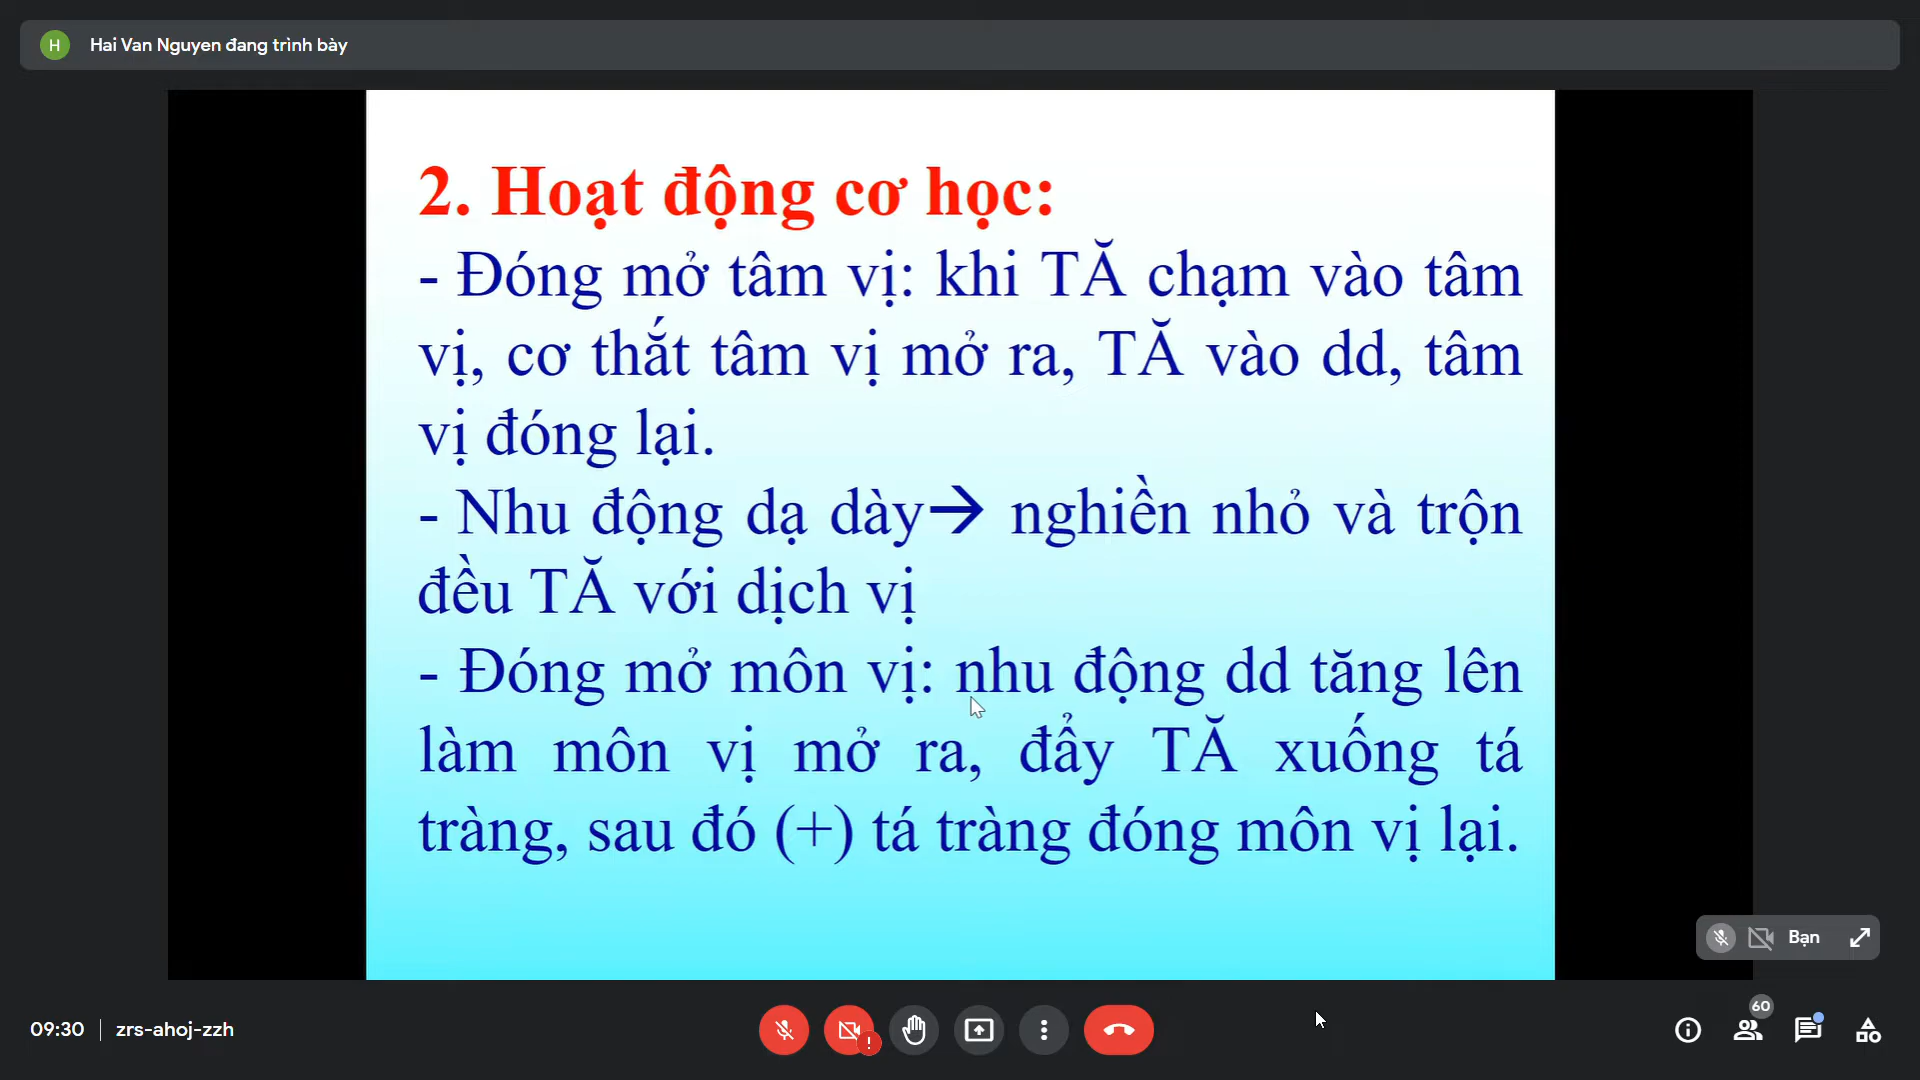 H Hai Van Nguyen đang trình bày
2. Hoạt động cơ học:
- Đóng mở tâm vị: khi TĂ chạm vào tâm
vị, cơ thắt tâm vị mở ra, TĂ vào dd, tâm
vị đóng lại.
- Nhu động dạ dày→ nghiền nhỏ và trộn
đều TĂ với dịch vị
- Đóng mở môn vị: nhu động dd tăng lên
làm môn vị mở ra, đẩy TĂ xuống tá
tràng, sau đó (+) tá tràng đóng môn vị lại.
Bạn
09:30 | zrs-ahoj-zzh
!
60